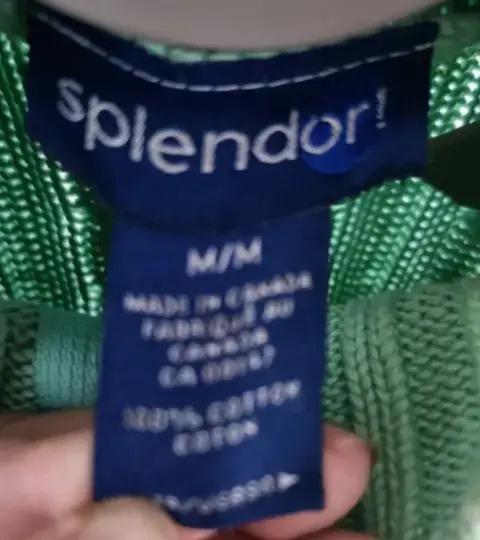 splendor
M/M
MADE IN CANADA
FABRIQUÉ AU
CANADA
100% COTTON
COTON